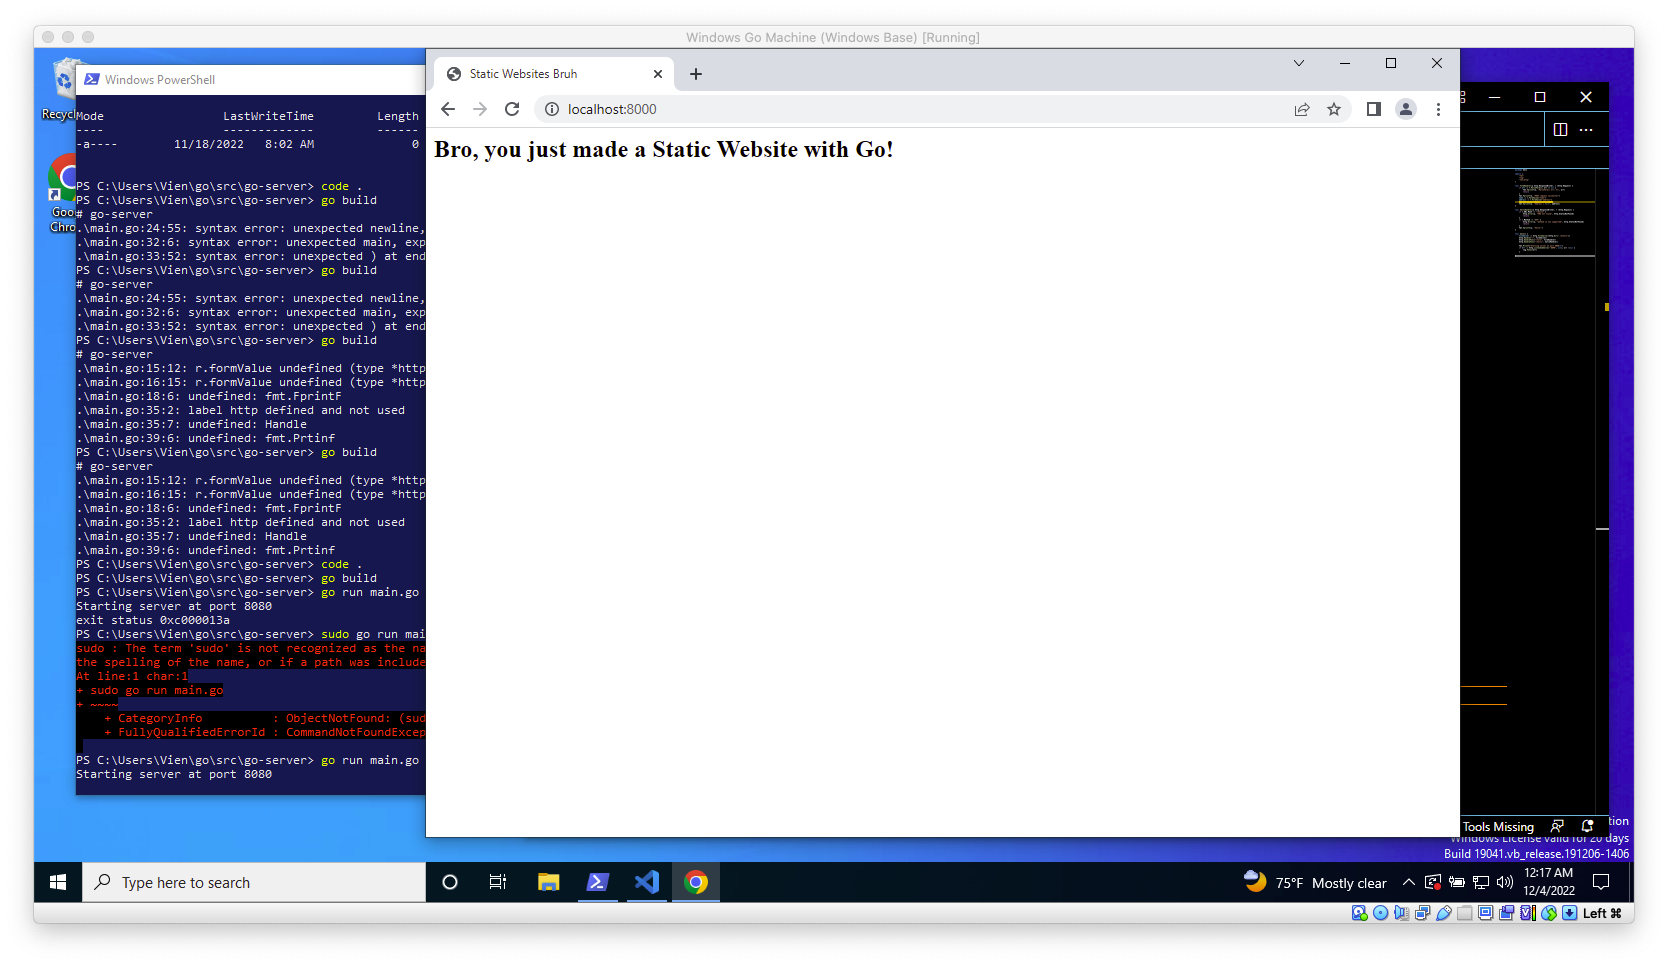 Windows Go Machine (Windows Base) [Running]
Windows PowerShell
Mode LastWriteTime Length
---- ------------- ------
-a---- 11/18/2022 8:02 AM 0
PS C:\Users\Vien\go\src\go-server> code .
PS C:\Users\Vien\go\src\go-server> go build
# go-server
.\main.go:24:55: syntax error: unexpected newline,
.\main.go:32:6: syntax error: unexpected main, exp
.\main.go:33:52: syntax error: unexpected ) at end
PS C:\Users\Vien\go\src\go-server> go build
# go-server
.\main.go:24:55: syntax error: unexpected newline,
.\main.go:32:6: syntax error: unexpected main, exp
.\main.go:33:52: syntax error: unexpected ) at end
PS C:\Users\Vien\go\src\go-server> go build
# go-server
.\main.go:15:12: r.formValue undefined (type *http
.\main.go:16:15: r.formValue undefined (type *http
.\main.go:18:6: undefined: fmt.FprintF
.\main.go:35:2: label http defined and not used
.\main.go:35:7: undefined: Handle
.\main.go:39:6: undefined: fmt.Prtinf
PS C:\Users\Vien\go\src\go-server> go build
# go-server
.\main.go:15:12: r.formValue undefined (type *http
.\main.go:16:15: r.formValue undefined (type *http
.\main.go:18:6: undefined: fmt.FprintF
.\main.go:35:2: label http defined and not used
.\main.go:35:7: undefined: Handle
.\main.go:39:6: undefined: fmt.Prtinf
PS C:\Users\Vien\go\src\go-server> code .
PS C:\Users\Vien\go\src\go-server> go build
PS C:\Users\Vien\go\src\go-server> go run main.go
Starting server at port 8080
exit status 0xc000013a
PS C:\Users\Vien\go\src\go-server> sudo go run mai
sudo : The term 'sudo' is not recognized as the na
the spelling of the name, or if a path was include
At line:1 char:1
+ sudo go run main.go
+ ~~~~
+ CategoryInfo : ObjectNotFound: (sud
+ FullyQualifiedErrorId : CommandNotFoundExcep
PS C:\Users\Vien\go\src\go-server> go run main.go
Starting server at port 8080
Recycl
Goo
Chro
Static Websites Bruh
localhost:8000
Bro, you just made a Static Website with Go!
Tools Missing
tion
Windows License valid for 20 days
Build 19041.vb_release.191206-1406
Type here to search
75°F Mostly clear
12:17 AM
12/4/2022
Left ⌘